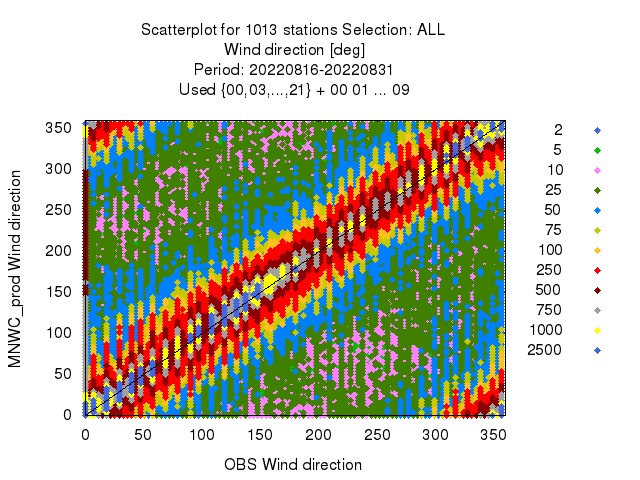 Scatterplot for 1013 stations Selection: ALL
Wind direction [deg]
Period: 20220816-20220831
Used {00,03,...,21} + 00 01 ... 09
MNWC_prod Wind direction
350
300
250
200
150
100
50
0
0 50 100 150 200 250 300 350
OBS Wind direction
2
5
10
25
50
75
100
250
500
750
1000
2500